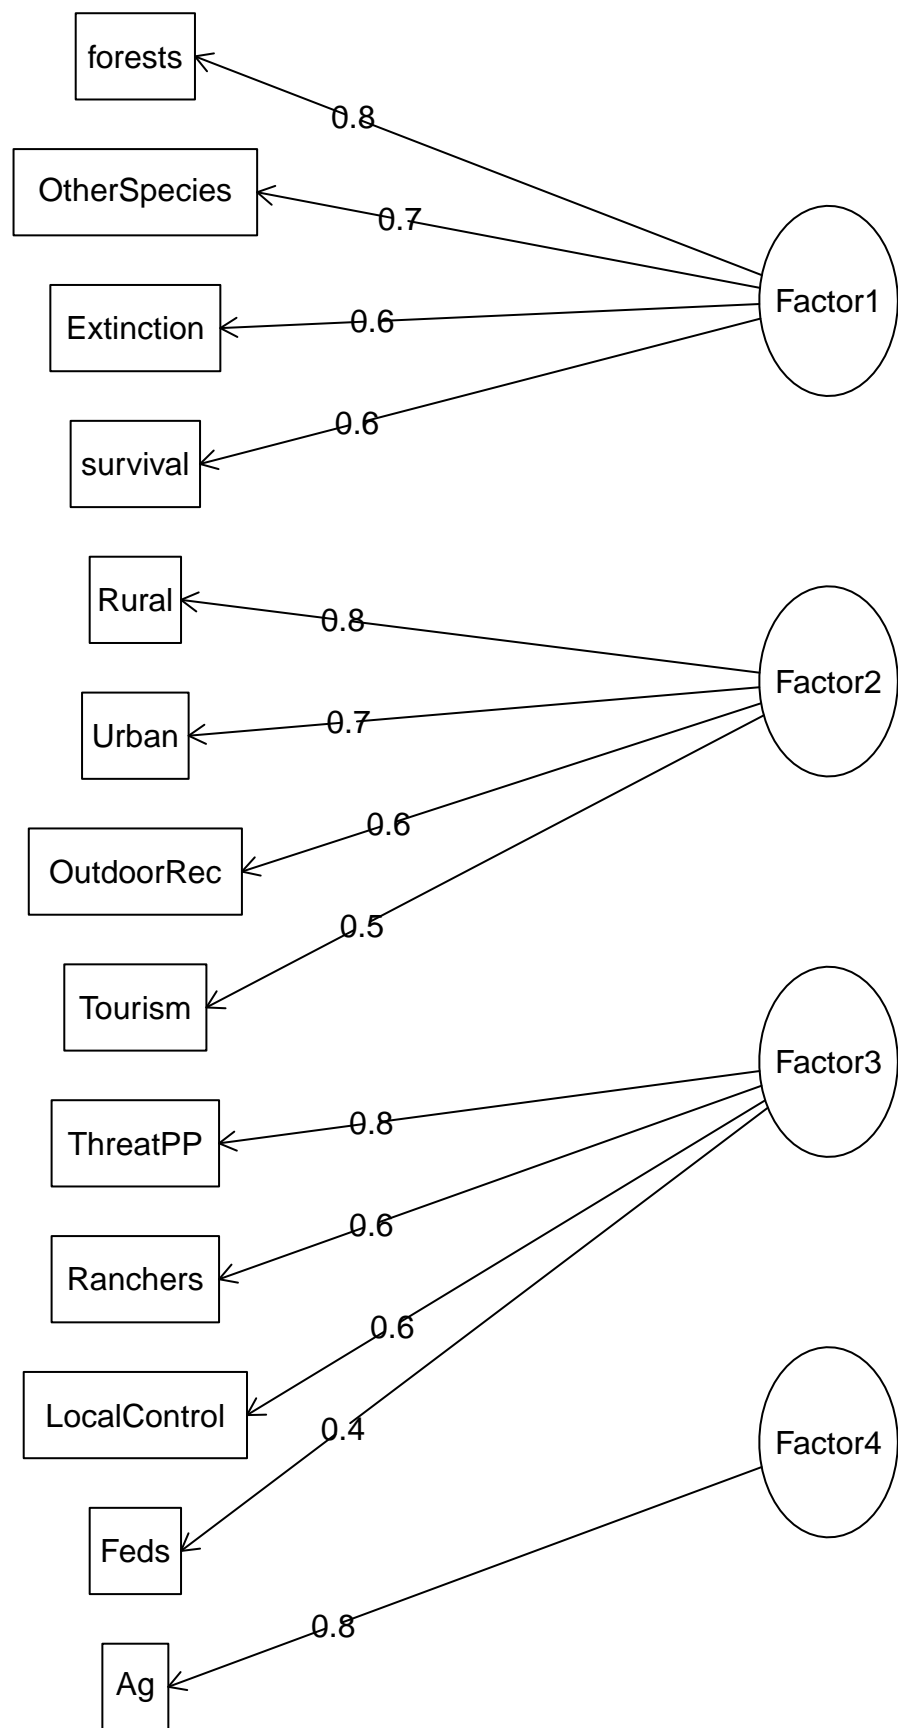 forests
0.8
OtherSpecies
0.7
Factor1
Extinction
0.6
survival
0.6
Rural
0.8
Factor2
Urban
0.7
OutdoorRec
0.6
Tourism
0.5
Factor3
ThreatPP
0.8
Ranchers
0.6
LocalControl
0.6
Factor4
Feds
0.4
Ag
0.8